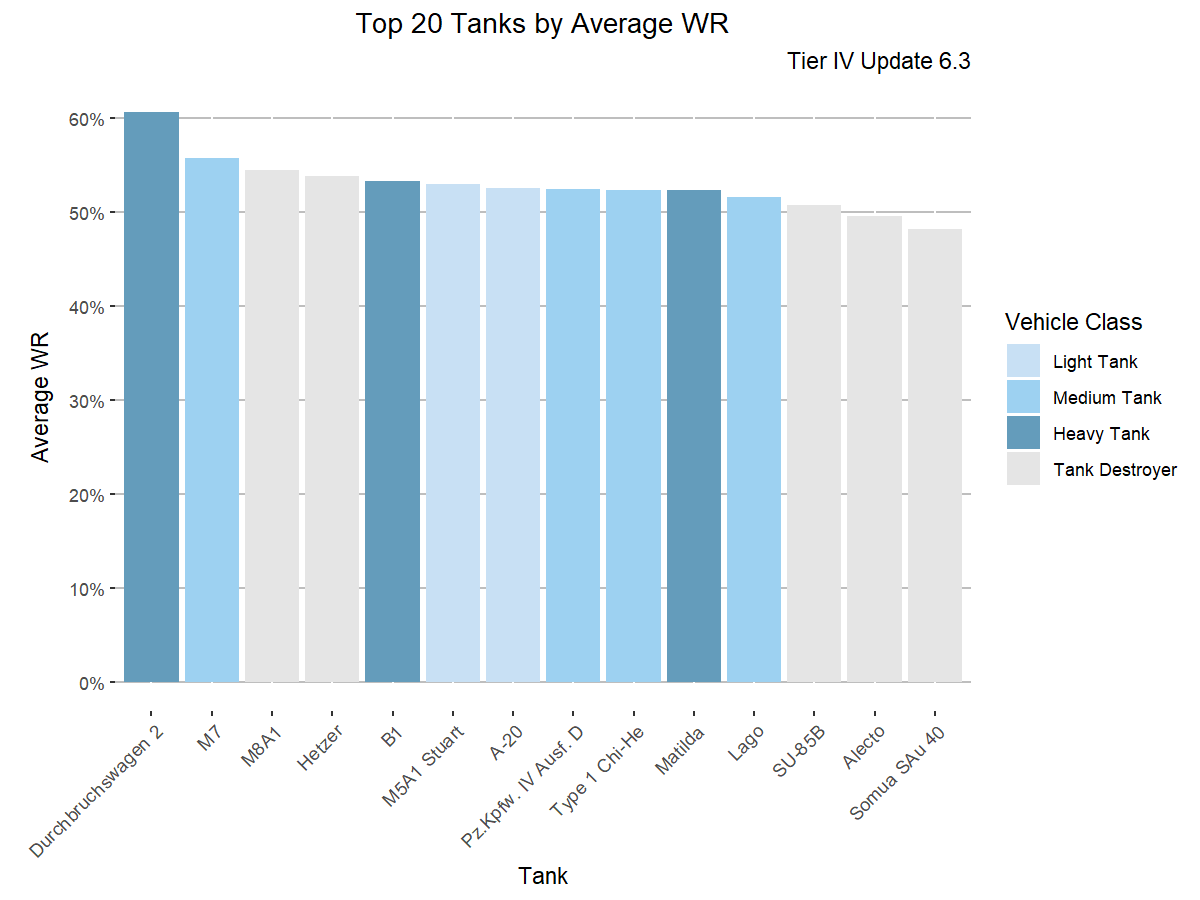 Top 20 Tanks by Average WR
Tier IV Update 6.3
Average WR
60%
50%
40%
30%
20%
10%
0%
Durchbruchswagen 2
M7
M8A1
Hetzer
B1
M5A1 Stuart
A-20
Pz.Kpfw. IV Ausf. D
Type 1 Chi-He
Matilda
Lago
SU-85B
Alecto
Somua SAu 40
Tank
Vehicle Class
Light Tank
Medium Tank
Heavy Tank
Tank Destroyer